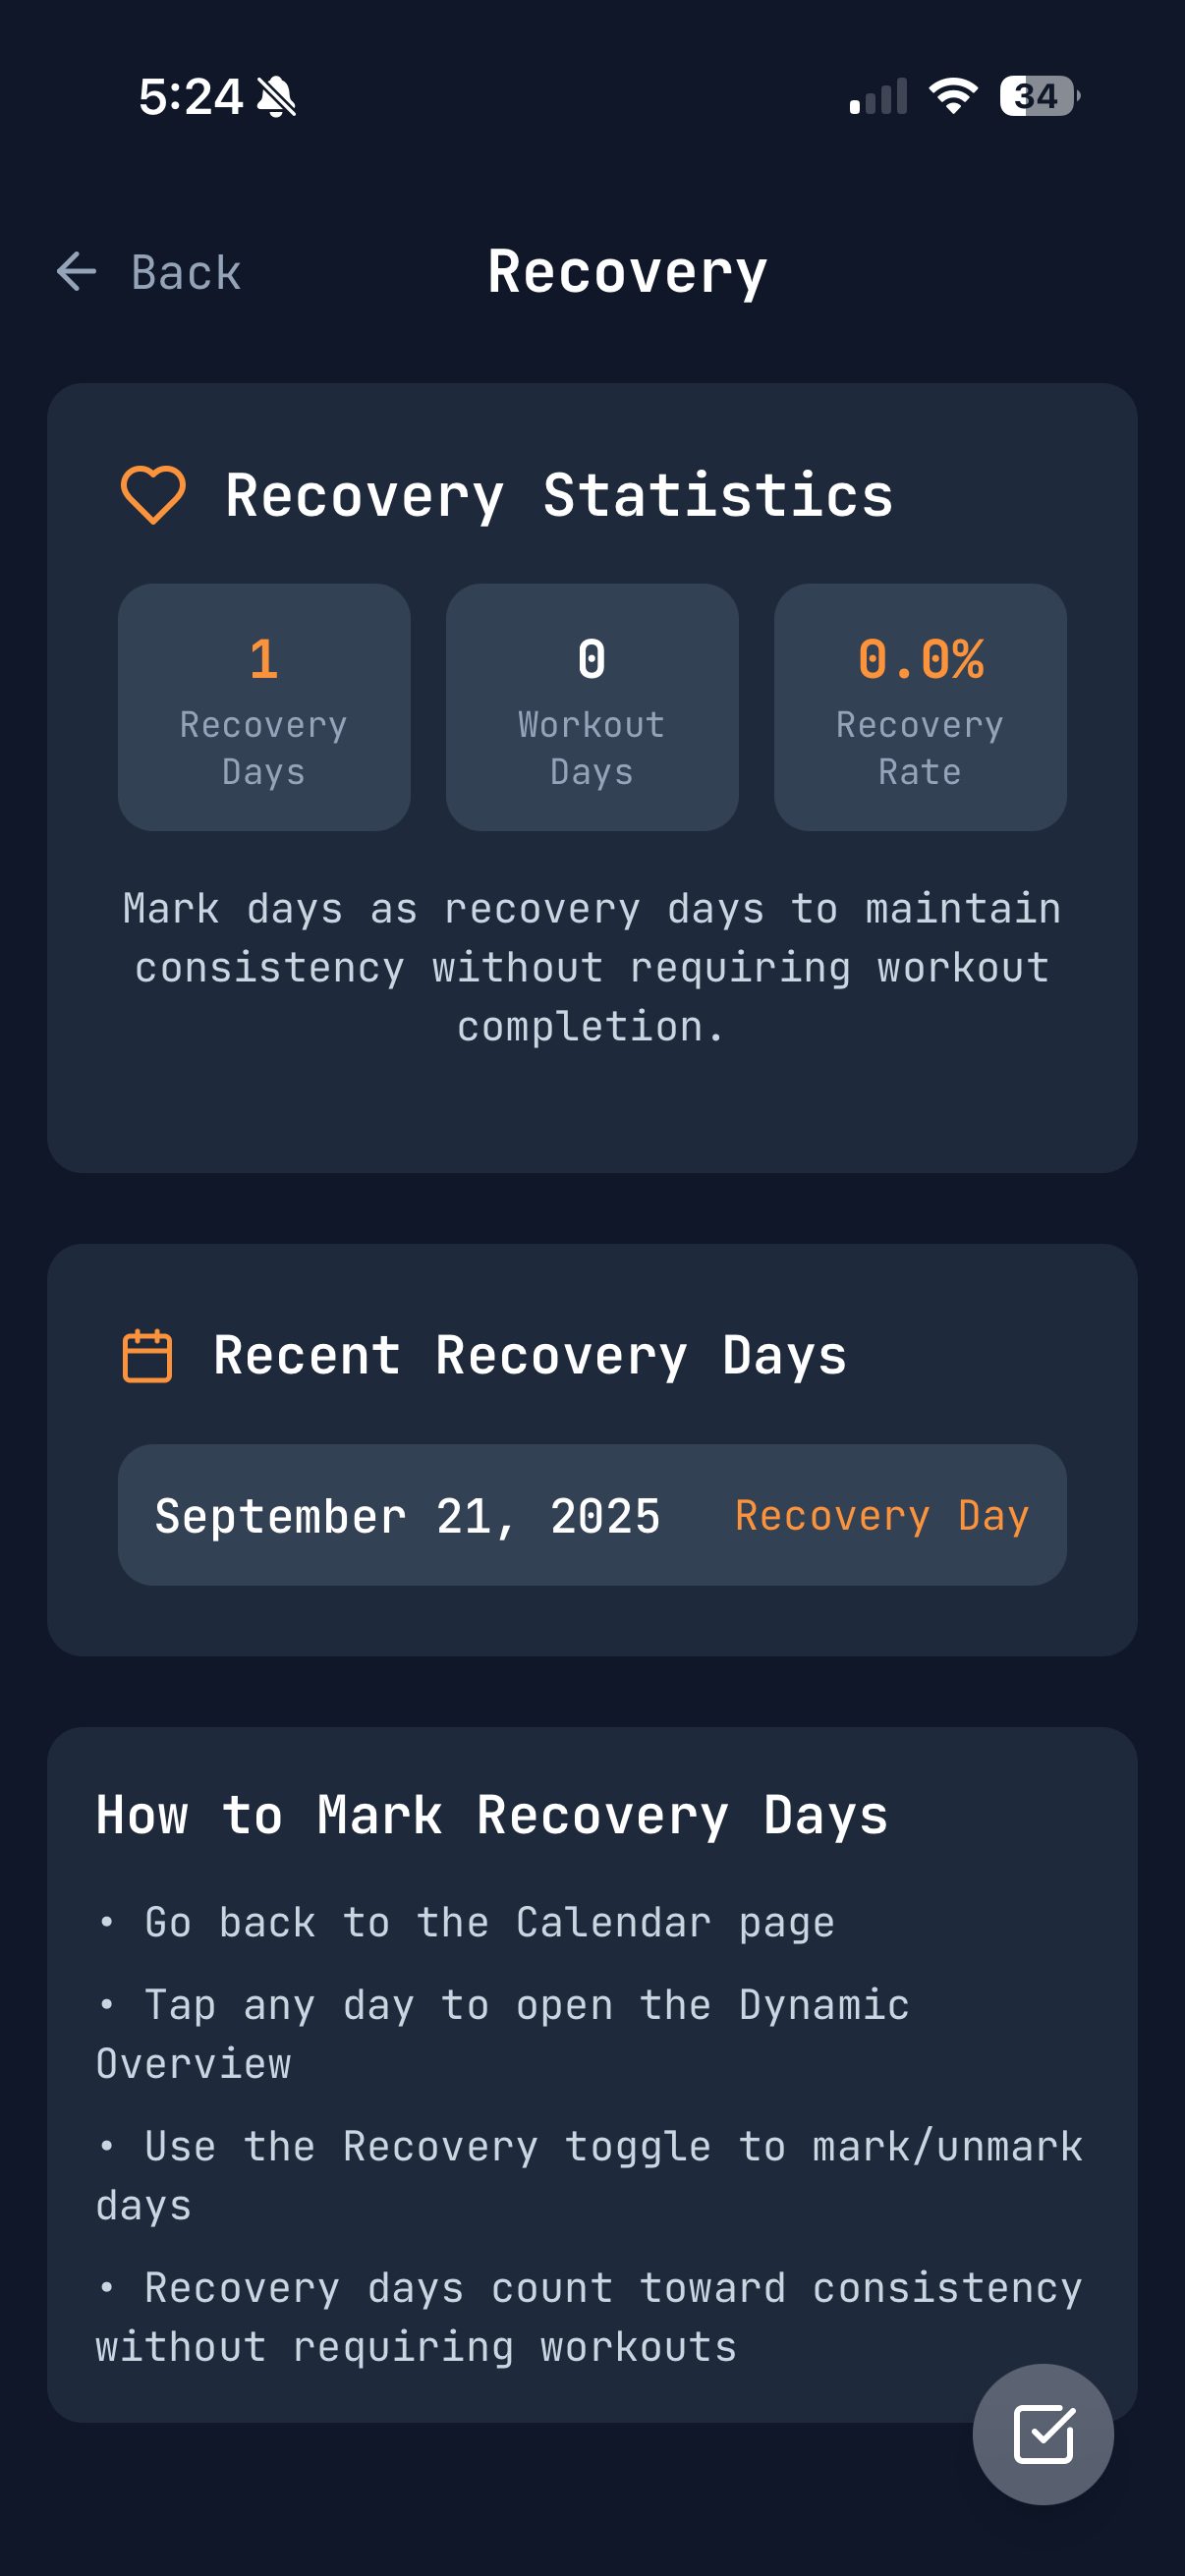 5:24
34
Back
Recovery
Recovery Statistics
1
Recovery
Days
0
Workout
Days
0.0%
Recovery
Rate
Mark days as recovery days to maintain
consistency without requiring workout
completion.
Recent Recovery Days
September 21, 2025
Recovery Day
How to Mark Recovery Days
• Go back to the Calendar page
• Tap any day to open the Dynamic
Overview
• Use the Recovery toggle to mark/unmark
days
• Recovery days count toward consistency
without requiring workouts